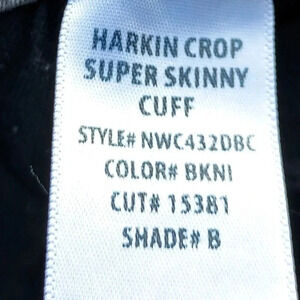 HARKIN CROP
SUPER SKINNY
CUFF
STYLE# NWC432DBC
COLOR# BKNI
CUT# 15381
SHADE# B